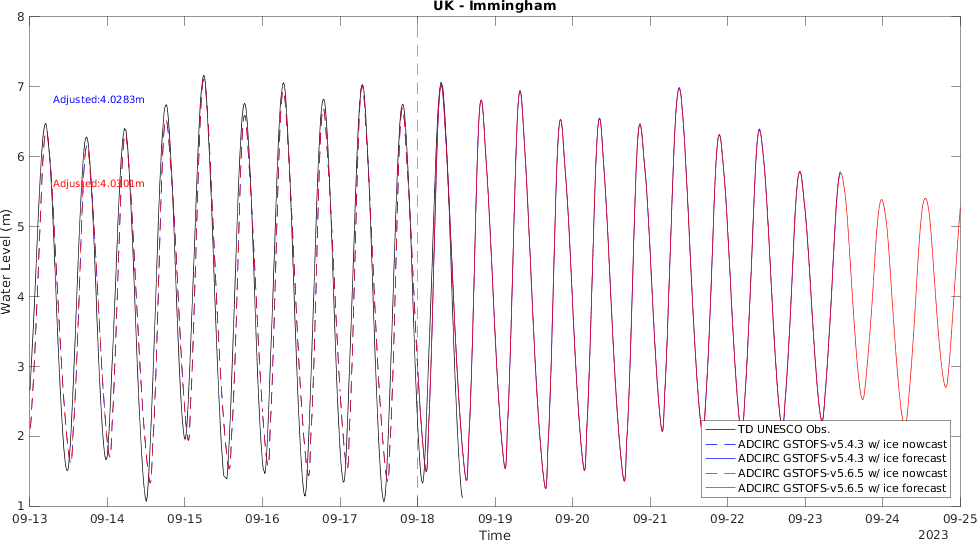 UK - Immingham
8
7
6
5
4
3
2
1
Water Level (m)
Adjusted:4.0283m
Adjusted:4.0301m
TD UNESCO Obs.
ADCIRC GSTOFS-v5.4.3 w/ ice nowcast
ADCIRC GSTOFS-v5.4.3 w/ ice forecast
ADCIRC GSTOFS-v5.6.5 w/ ice nowcast
ADCIRC GSTOFS-v5.6.5 w/ ice forecast
09-13 09-14 09-15 09-16 09-17 09-18 09-19 09-20 09-21 09-22 09-23 09-24 09-25
Time
2023